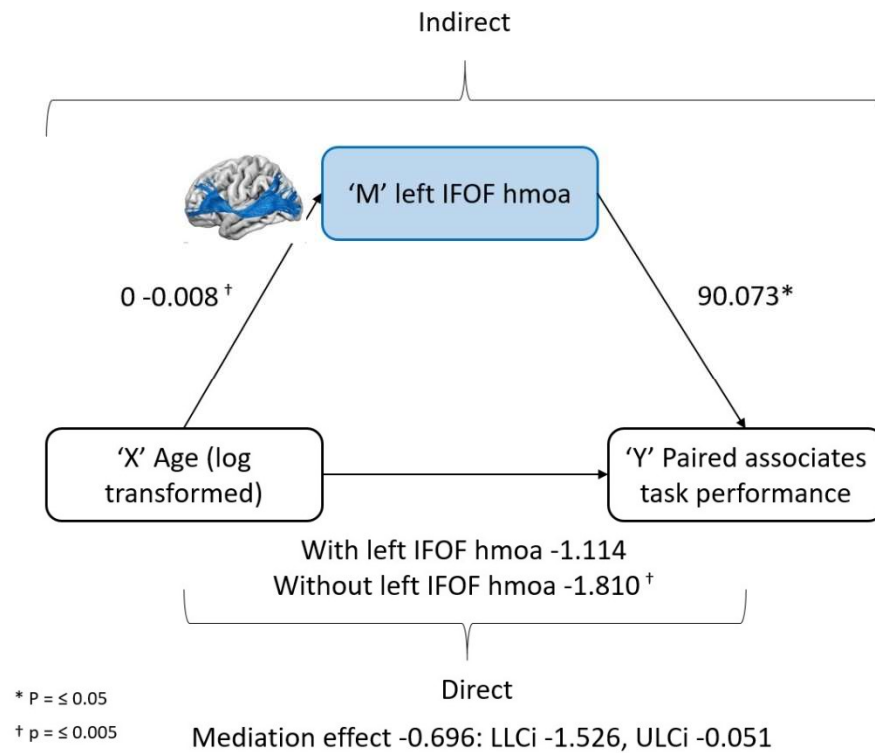 Indirect
‘M’ left IFOF hmoa
0 -0.008 †
90.073*
‘X’ Age (log
transformed)
‘Y’ Paired associates
task performance
With left IFOF hmoa -1.114
Without left IFOF hmoa -1.810 †
Direct
* P = ≤ 0.05
† p = ≤ 0.005
Mediation effect -0.696: LLCi -1.526, ULCi -0.051